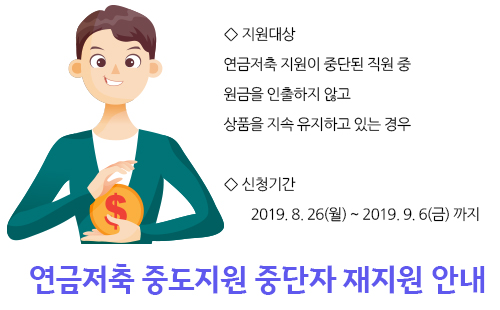 ◇ 지원대상
연금저축 지원이 중단된 직원 중
원금을 인출하지 않고
상품을 지속 유지하고 있는 경우
◇ 신청기간
2019. 8. 26(월) ~ 2019. 9. 6(금) 까지
$
연금저축 중도지원 중단자 재지원 안내